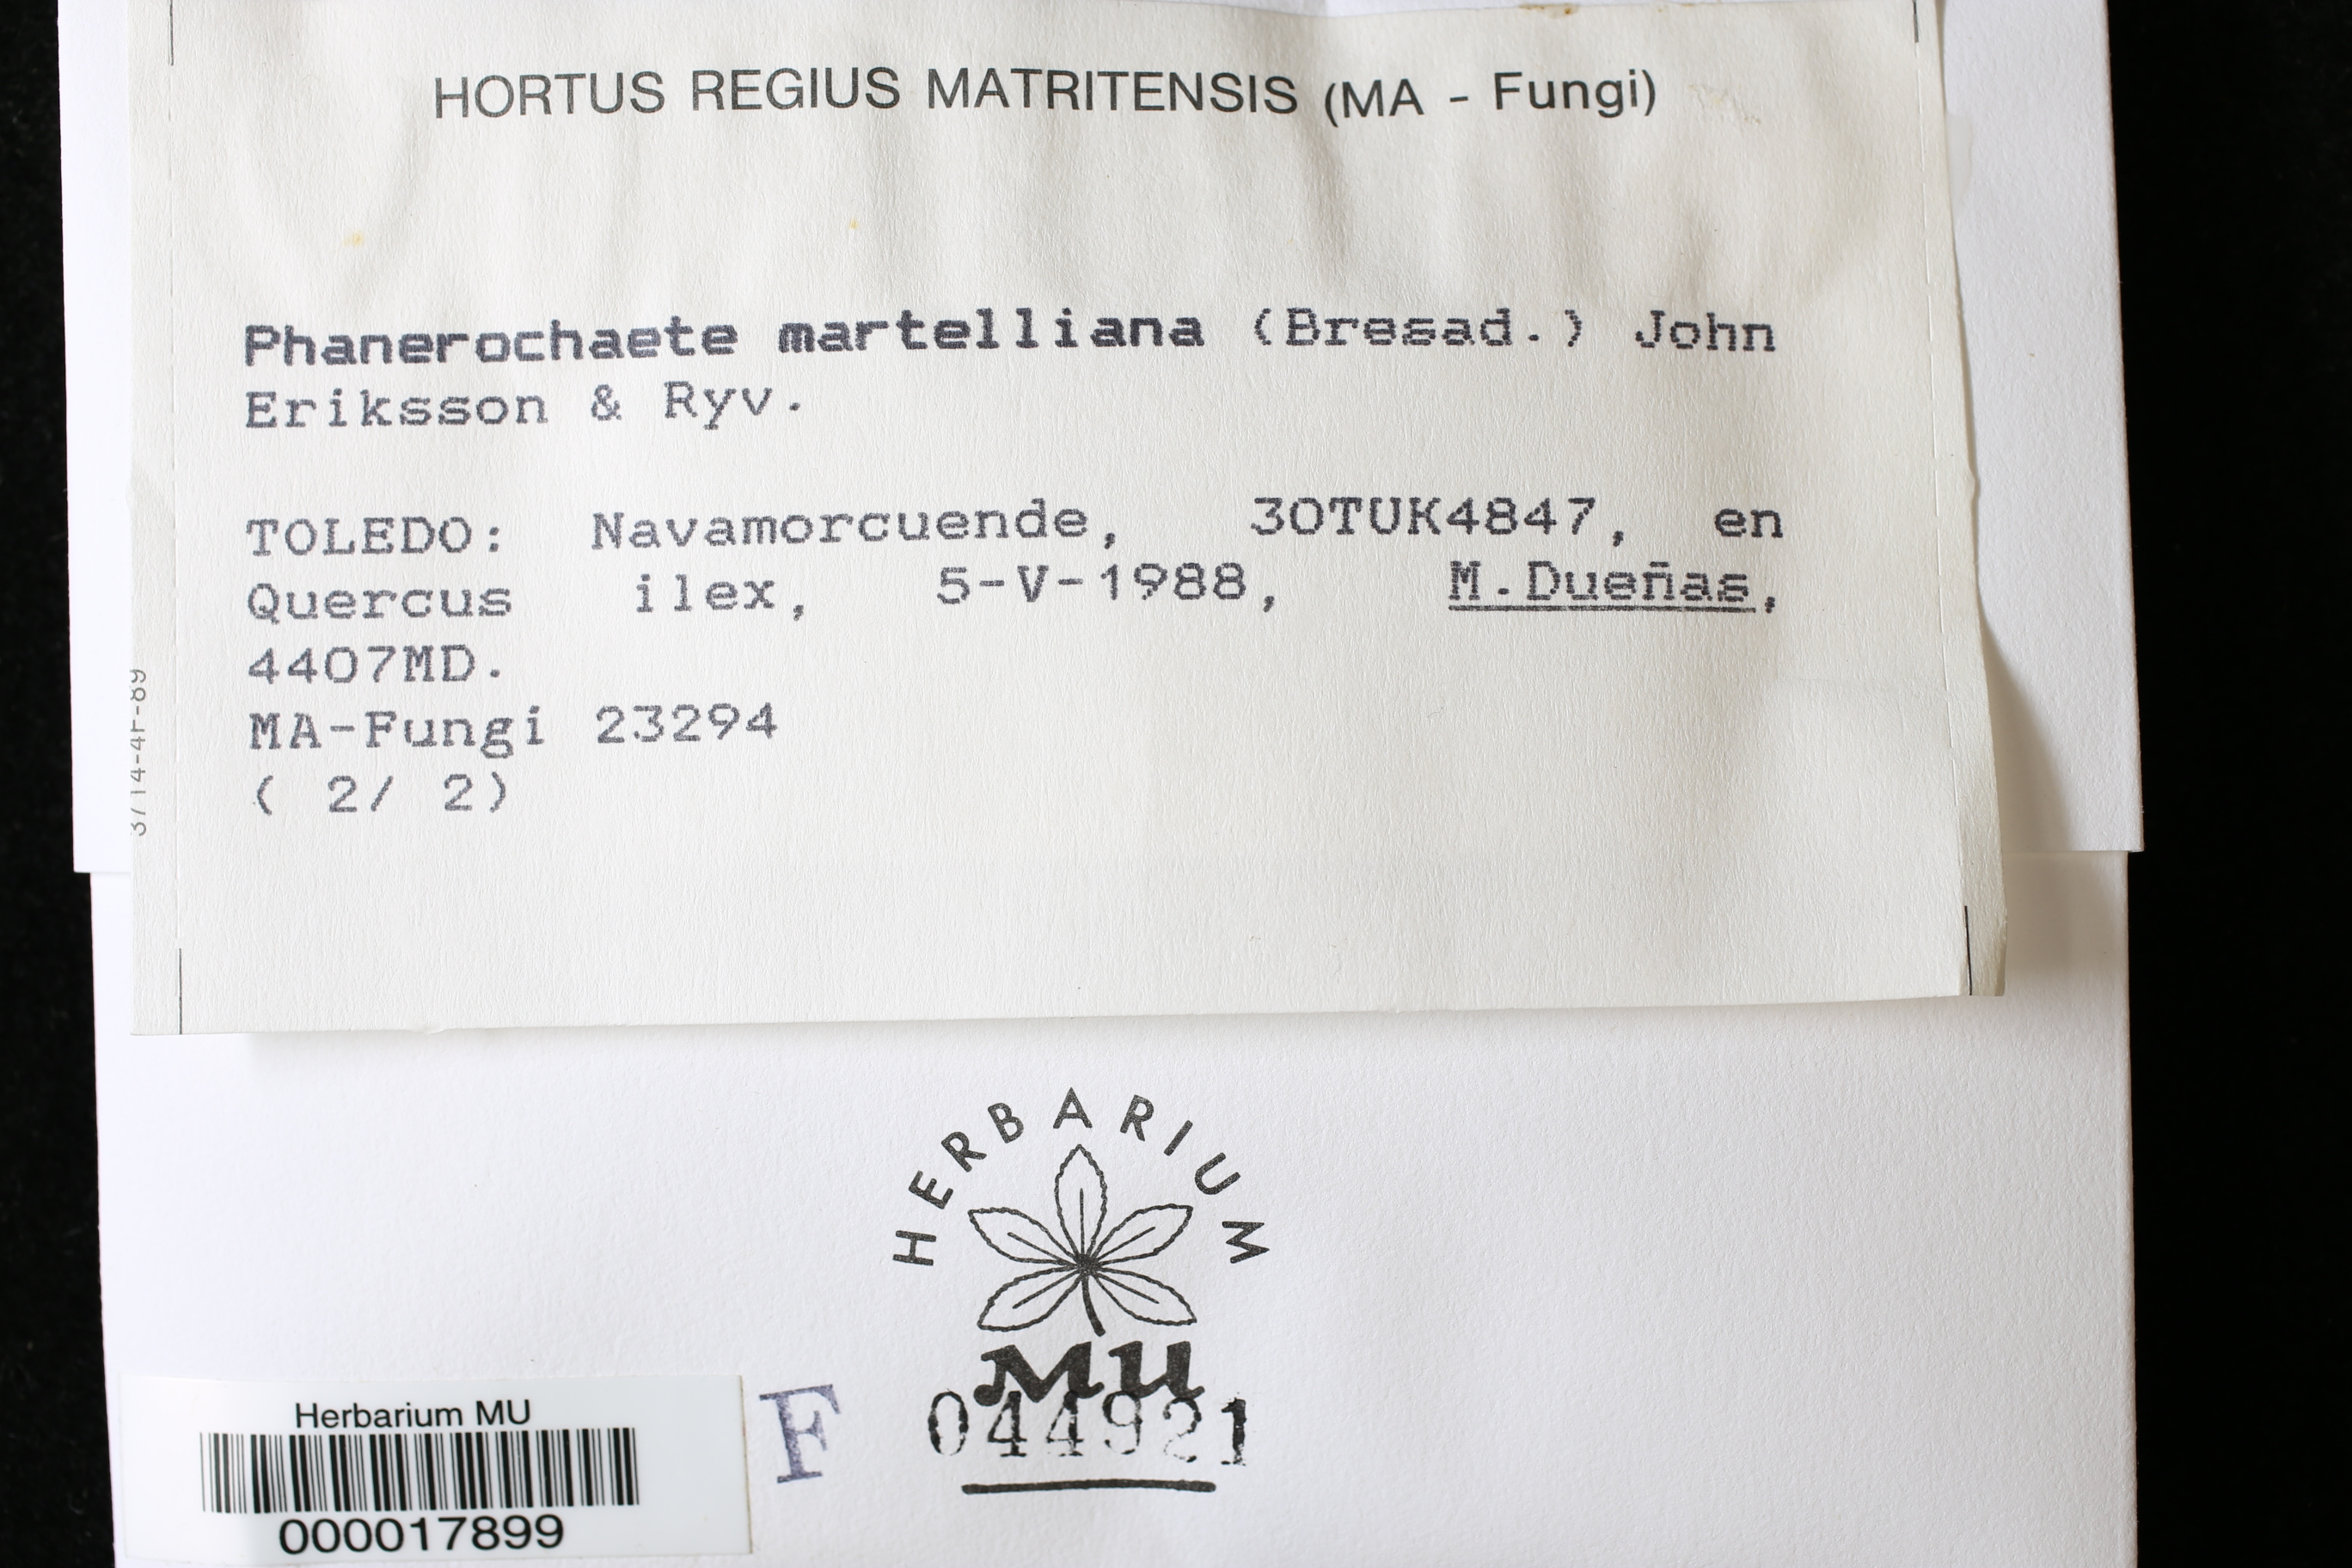 HORTUS REGIUS MATRITENSIS (MA - Fungi)
Phanerochaete martelliana (Bresad.) John
Eriksson & Ryv.
TOLEDO: Navamorcuende, 30TUK4847, en
Quercus ilex, 5-V-1988, M.Dueñas,
4407MD.
MA-Fungi 23294
( 2/ 2)
HERBARIUM
MU
F 044921
Herbarium MU
000017899